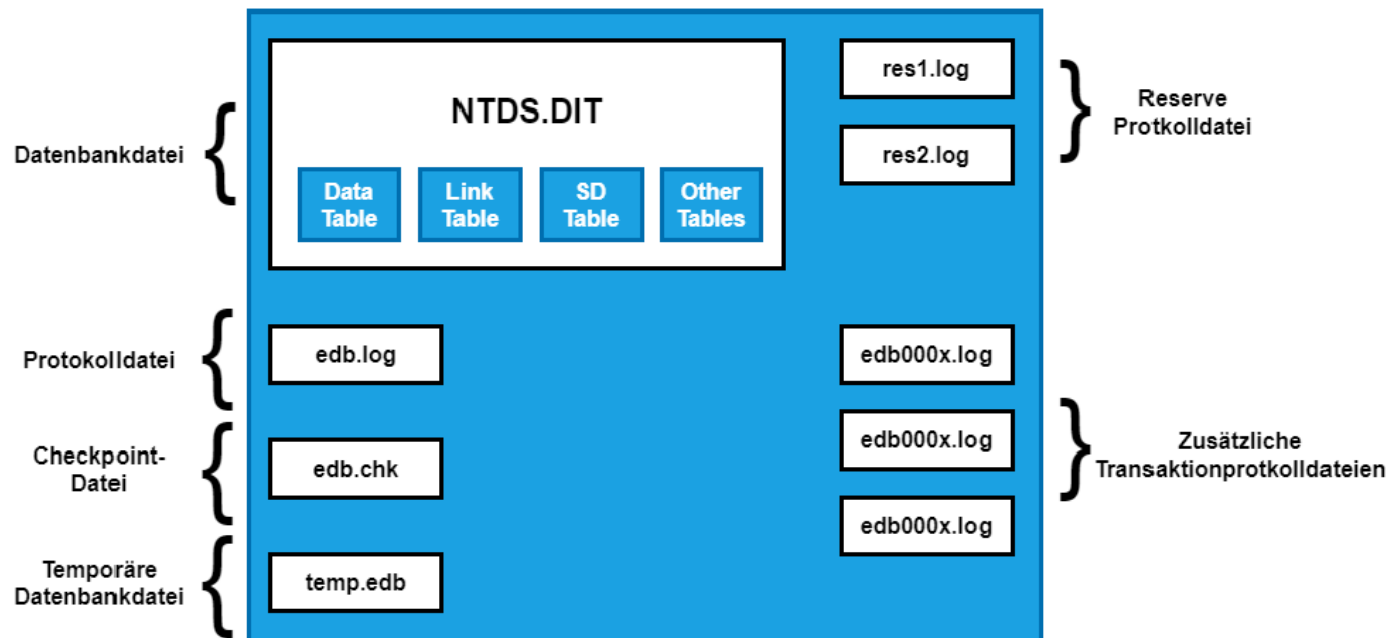 Datenbankdatei
NTDS.DIT
Data
Table
Link
Table
SD
Table
Other
Tables
res1.log
res2.log
Reserve
Protkolldatei
Protokolldatei
edb.log
Checkpoint-
Datei
edb.chk
Temporäre
Datenbankdatei
temp.edb
edb000x.log
edb000x.log
edb000x.log
Zusätzliche
Transaktionprotkolldateien